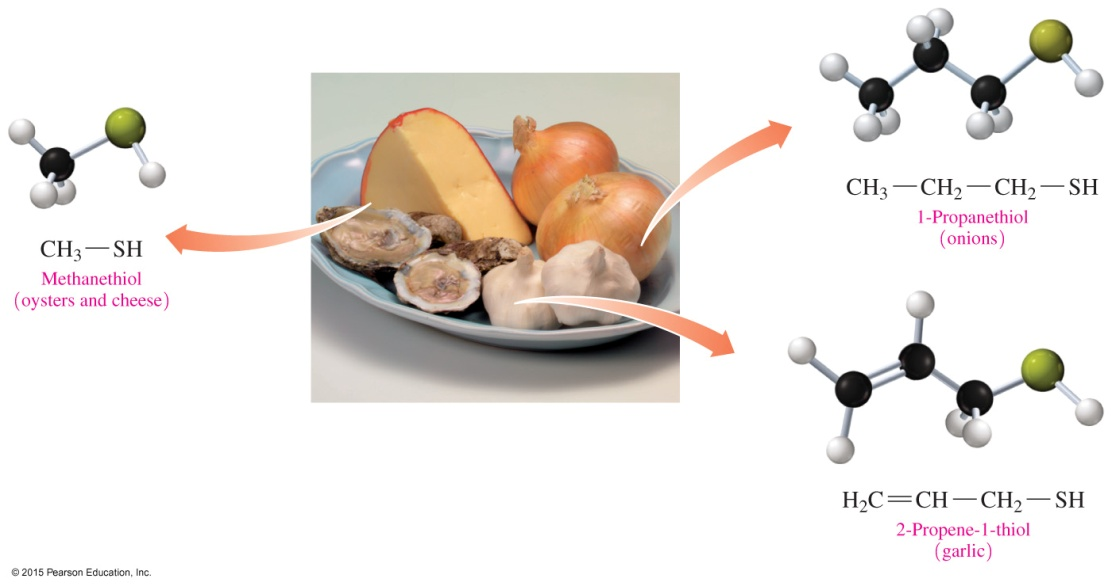 CH₃—SH
Methanethiol
(oysters and cheese)
CH₃—CH₂—CH₂—SH
1-Propanethiol
(onions)
H₂C=CH—CH₂—SH
2-Propene-1-thiol
(garlic)
© 2015 Pearson Education, Inc.